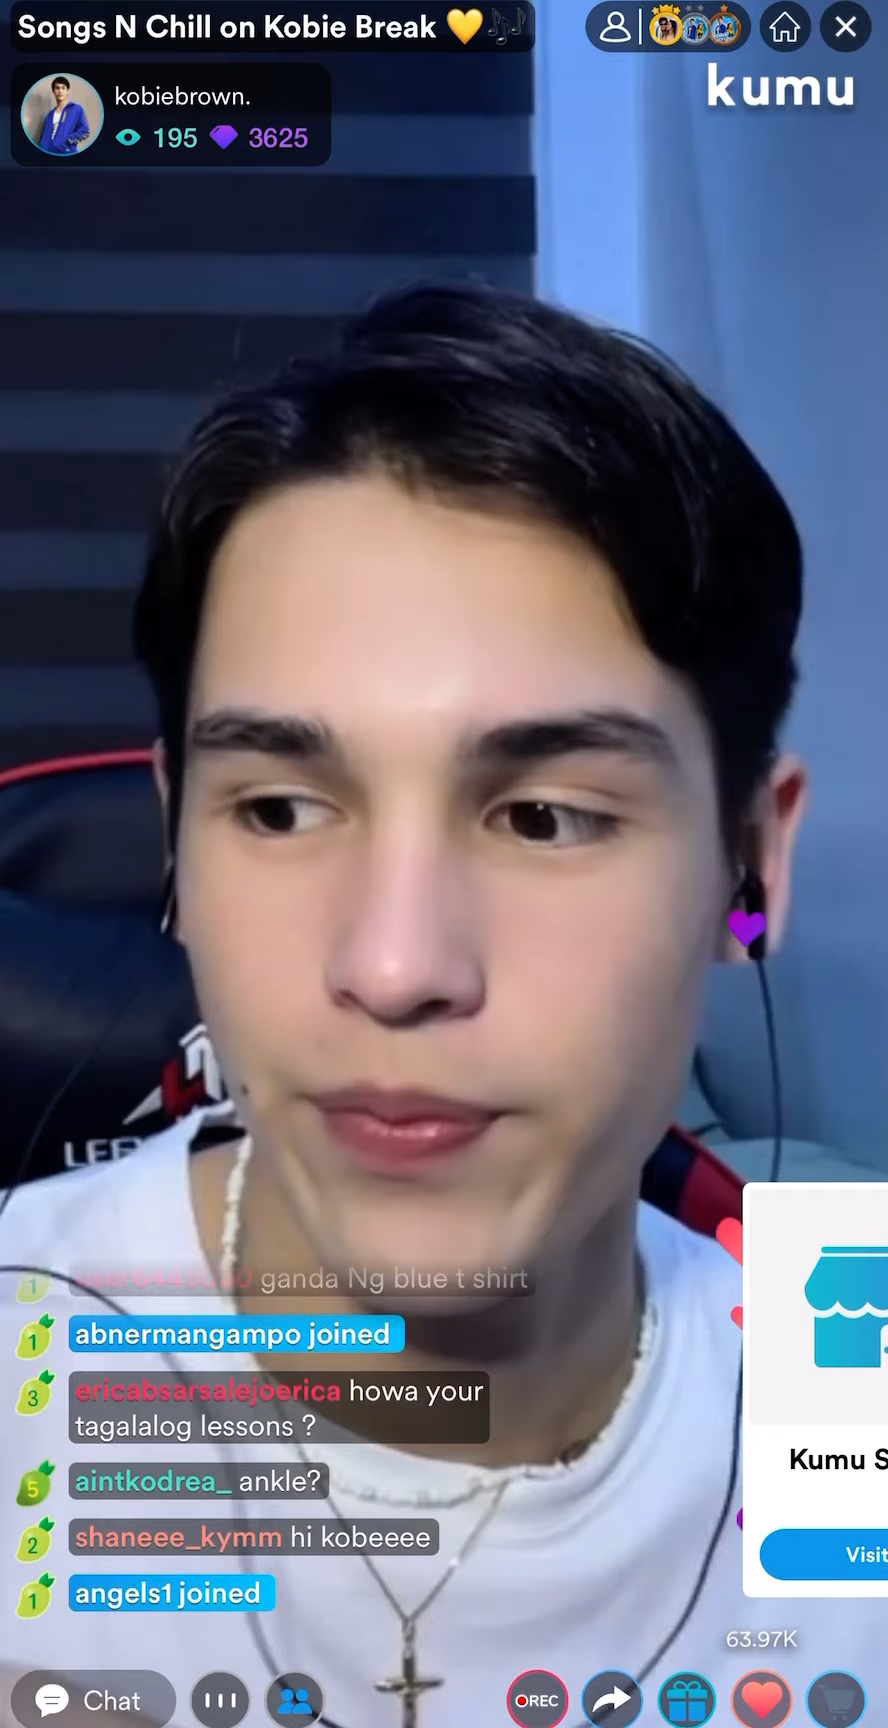 Songs N Chill on Kobie Break 💛🎶
kumu
kobiebrown.
195 3625
LEG
1 ganda Ng blue t shirt
1 abnermangampo joined
3 ericabsarsalejoerica howa your
tagalalog lessons ?
5 aintkodrea_ ankle?
2 shaneee_kymm hi kobeeee
1 angels1 joined
Kumu S
Visit
63.97K
Chat
REC